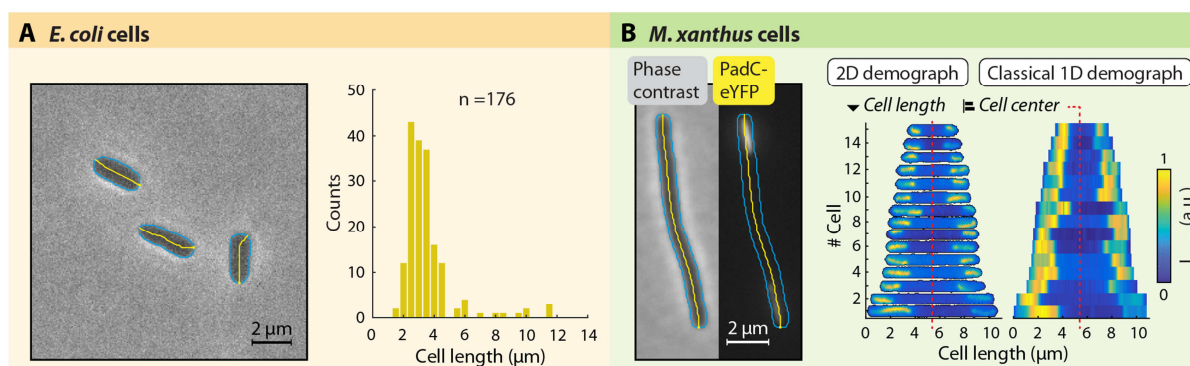 A E. coli cells
n =176
Counts
50
40
30
20
10
0
0 2 4 6 8 10 12 14
Cell length (μm)
2 μm
B M. xanthus cells
Phase contrast
PadC-eYFP
2 μm
2D demograph
Classical 1D demograph
Cell length
Cell center
# Cell
14
12
10
8
6
4
2
0 2 4 6 8 10
0 2 4 6 8 10
Cell length (μm)
1
0